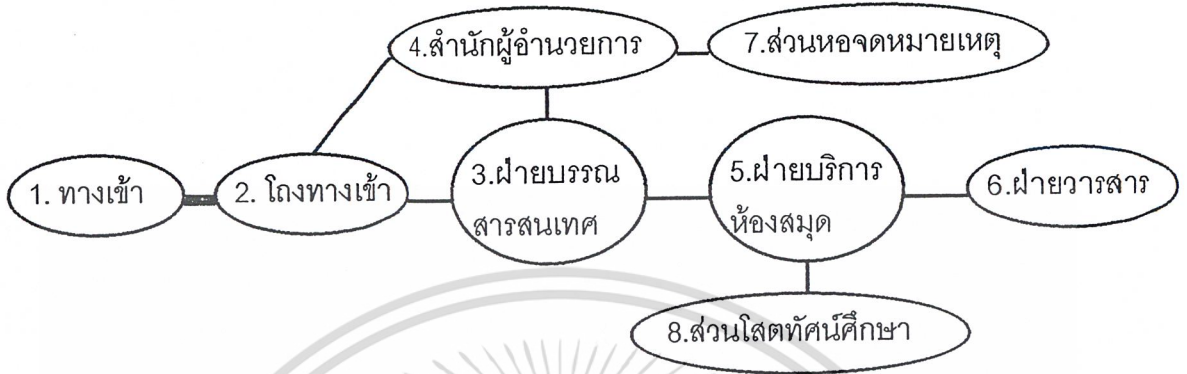 4.สำนักผู้อำนวยการ
7.ส่วนหอจดหมายเหตุ
1. ทางเข้า
2. โถงทางเข้า
3.ฝ่ายบรรณ
สารสนเทศ
5.ฝ่ายบริการ
ห้องสมุด
6.ฝ่ายวารสาร
8.ส่วนโสตทัศน์ศึกษา